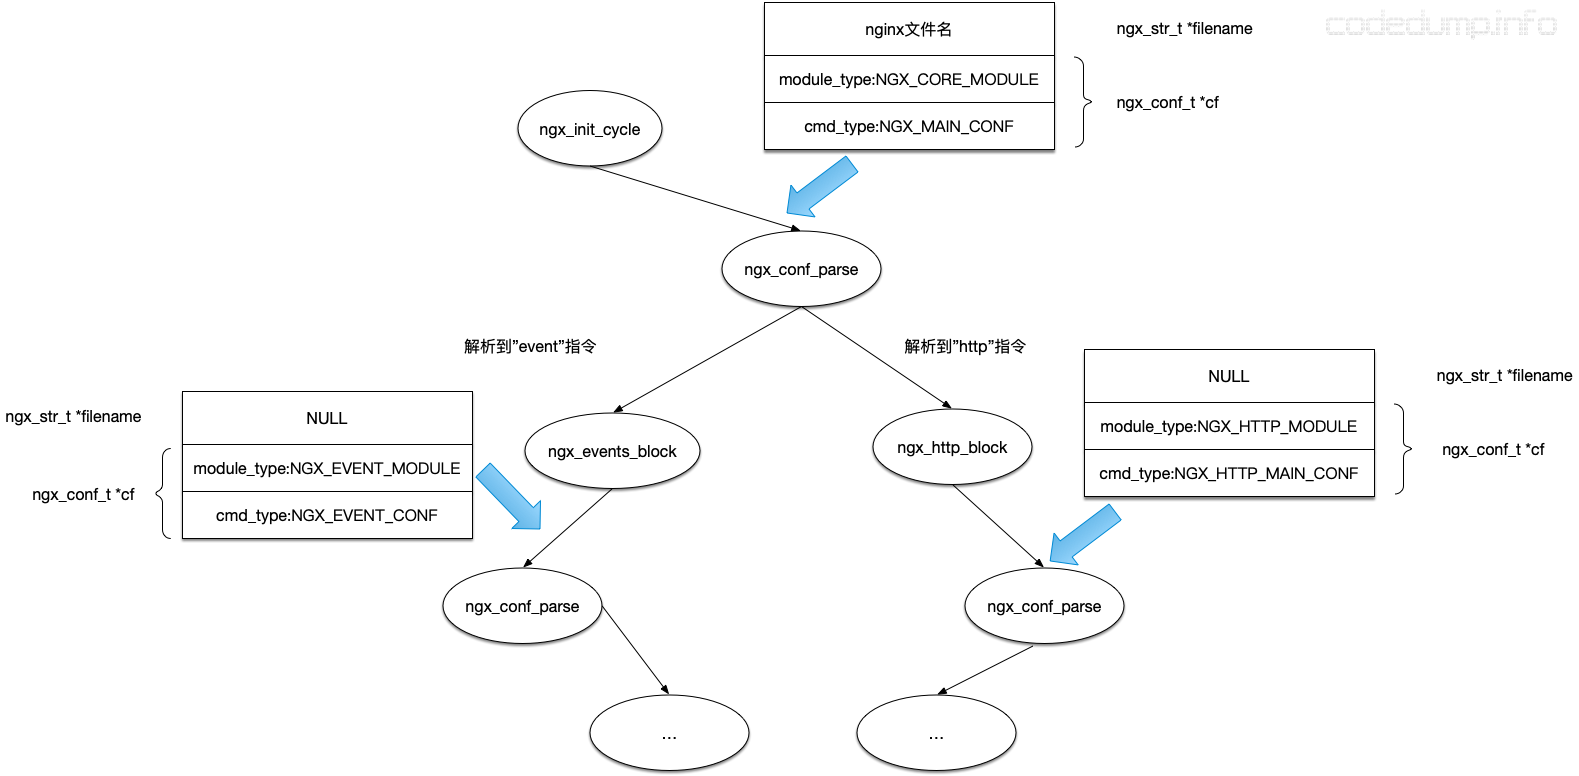 nginx文件名
ngx_str_t *filename
codedump.info
module_type:NGX_CORE_MODULE
ngx_conf_t *cf
cmd_type:NGX_MAIN_CONF
ngx_init_cycle
ngx_conf_parse
解析到”event”指令
解析到”http”指令
NULL
ngx_str_t *filename
module_type:NGX_HTTP_MODULE
ngx_conf_t *cf
cmd_type:NGX_HTTP_MAIN_CONF
ngx_str_t *filename
NULL
module_type:NGX_EVENT_MODULE
ngx_conf_t *cf
cmd_type:NGX_EVENT_CONF
ngx_events_block
ngx_http_block
ngx_conf_parse
ngx_conf_parse
...
...